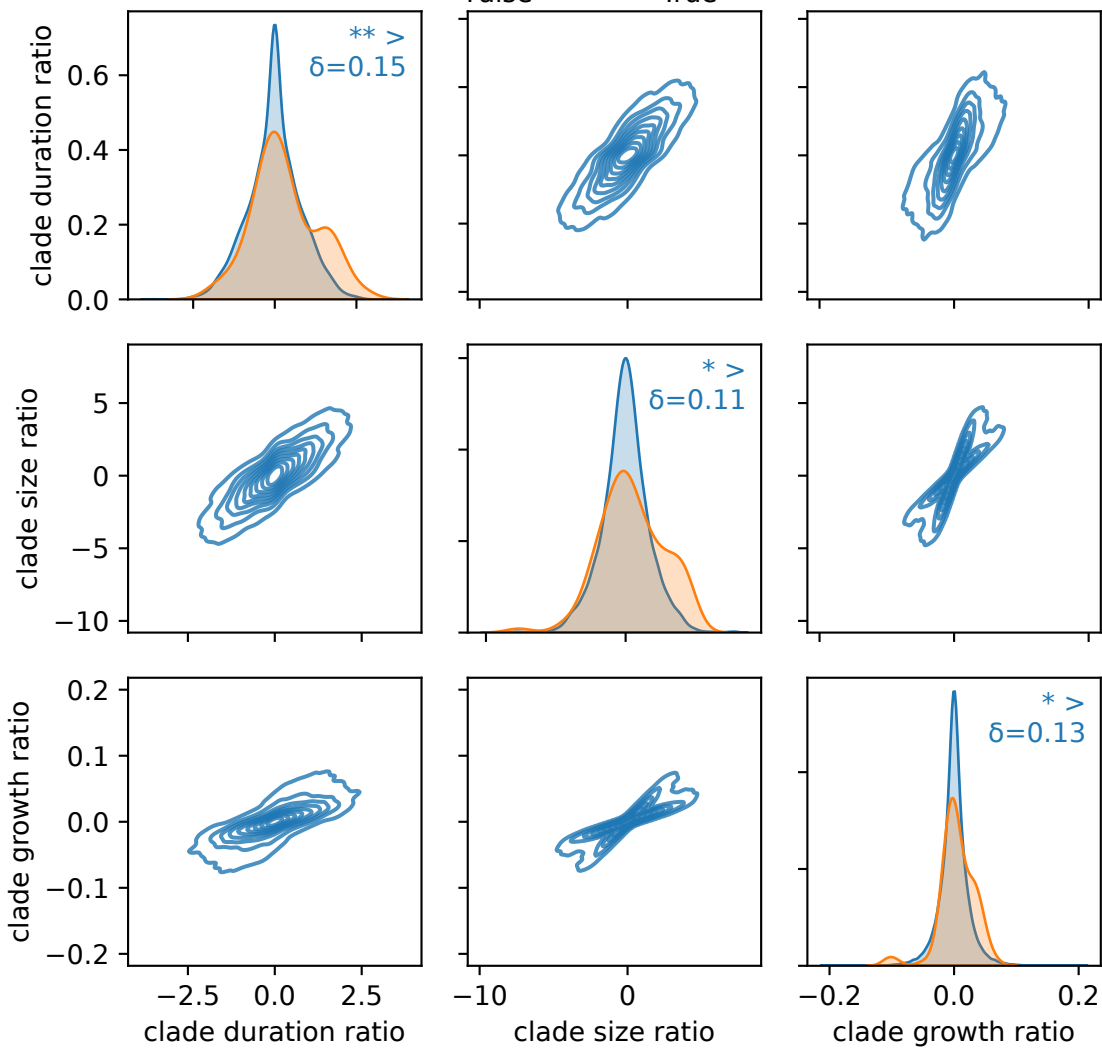 clade duration ratio
0.6
0.4
0.2
0.0
** >
δ=0.15
clade size ratio
5
0
−5
−10
* >
δ=0.11
clade growth ratio
0.2
0.1
0.0
−0.1
−0.2
* >
δ=0.13
−2.5 0.0 2.5
clade duration ratio
−10 0
clade size ratio
−0.2 0.0 0.2
clade growth ratio